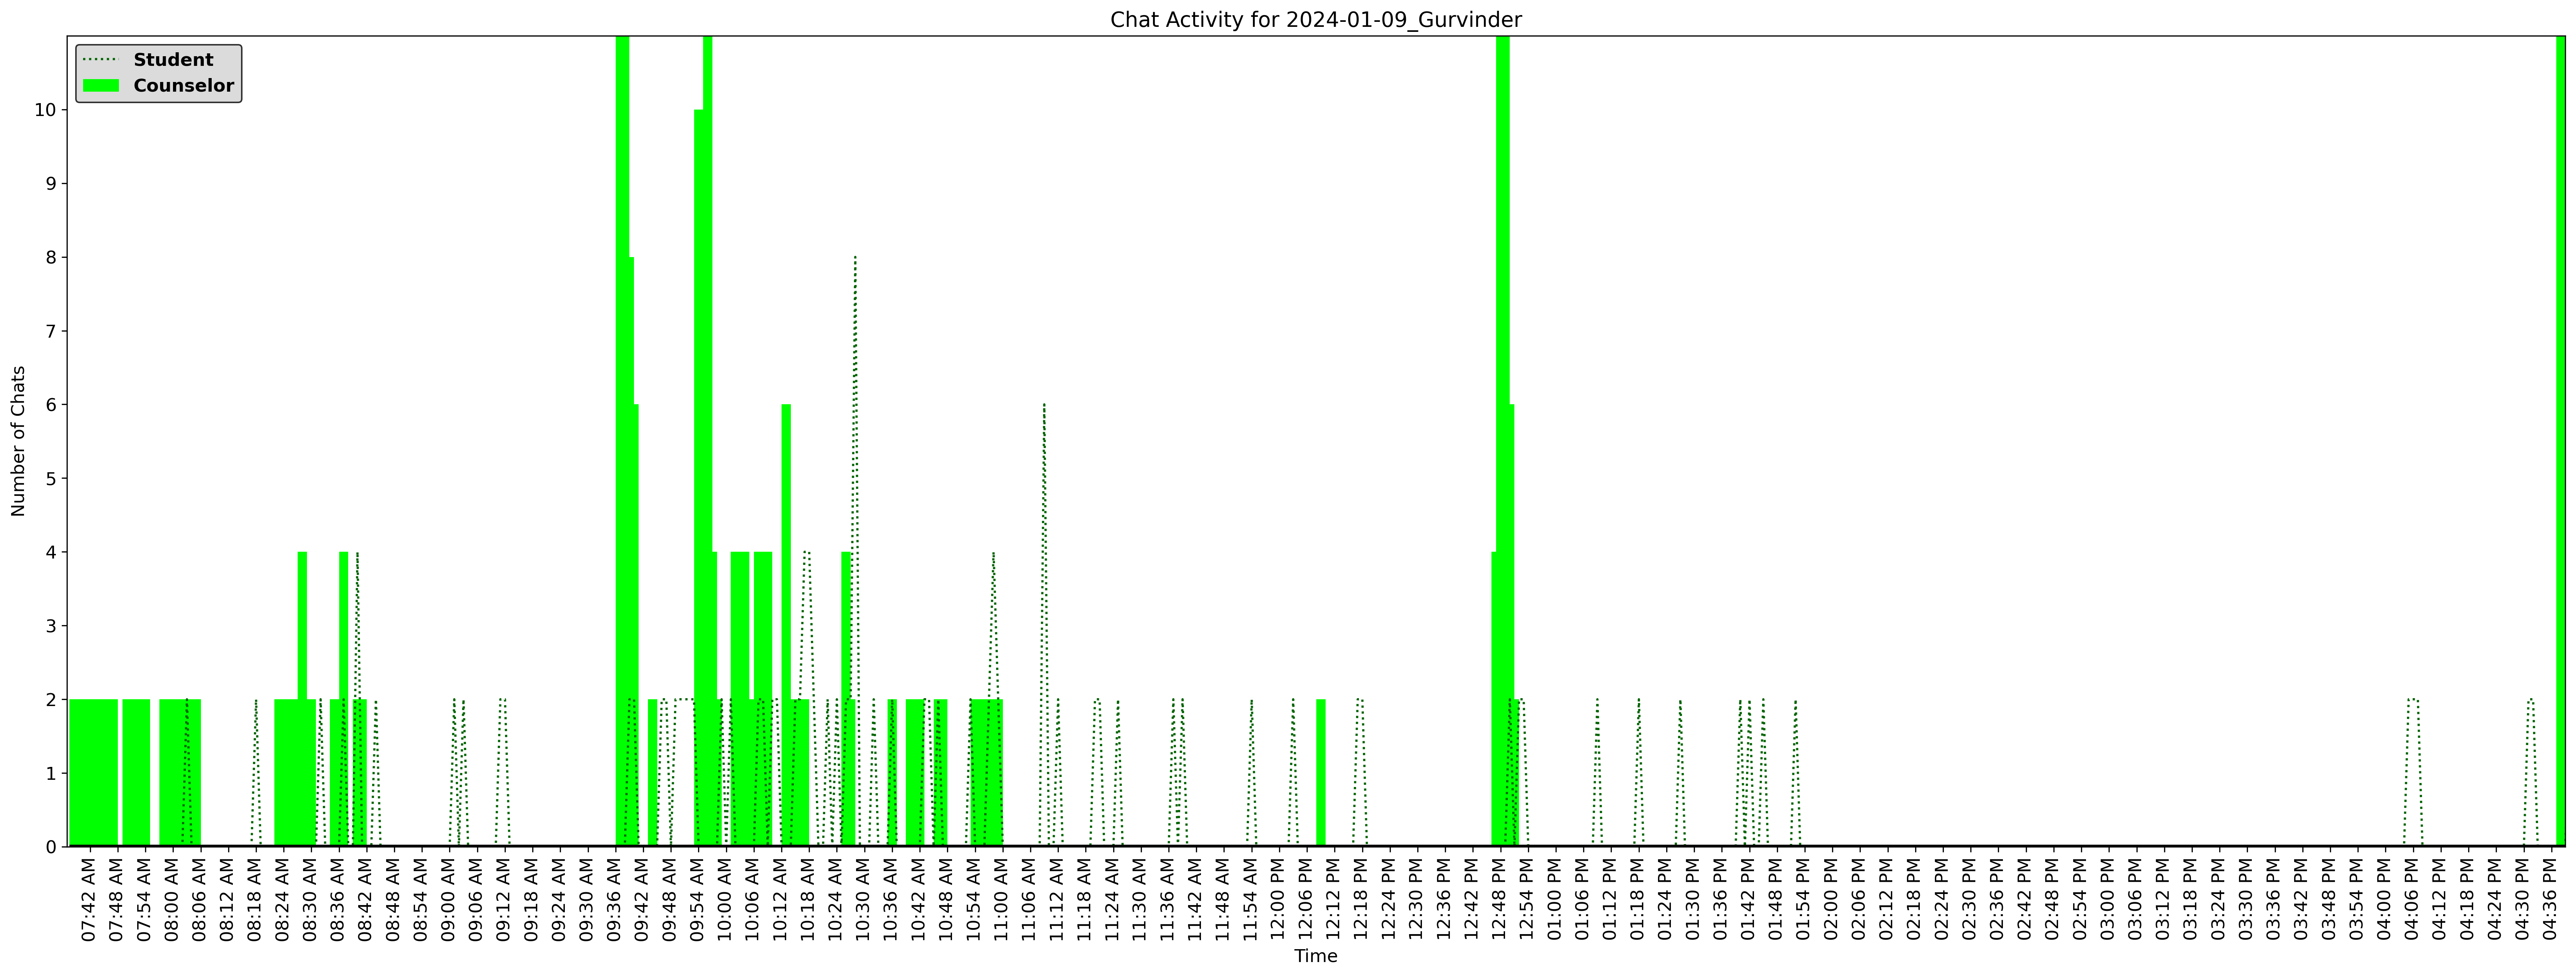 Chat Activity for 2024-01-09_Gurvinder
Student
Counselor
Number of Chats
10
9
8
7
6
5
4
3
2
1
0
07:42 AM
07:48 AM
07:54 AM
08:00 AM
08:06 AM
08:12 AM
08:18 AM
08:24 AM
08:30 AM
08:36 AM
08:42 AM
08:48 AM
08:54 AM
09:00 AM
09:06 AM
09:12 AM
09:18 AM
09:24 AM
09:30 AM
09:36 AM
09:42 AM
09:48 AM
09:54 AM
10:00 AM
10:06 AM
10:12 AM
10:18 AM
10:24 AM
10:30 AM
10:36 AM
10:42 AM
10:48 AM
10:54 AM
11:00 AM
11:06 AM
11:12 AM
11:18 AM
11:24 AM
11:30 AM
11:36 AM
11:42 AM
11:48 AM
11:54 AM
12:00 PM
12:06 PM
12:12 PM
12:18 PM
12:24 PM
12:30 PM
12:36 PM
12:42 PM
12:48 PM
12:54 PM
01:00 PM
01:06 PM
01:12 PM
01:18 PM
01:24 PM
01:30 PM
01:36 PM
01:42 PM
01:48 PM
01:54 PM
02:00 PM
02:06 PM
02:12 PM
02:18 PM
02:24 PM
02:30 PM
02:36 PM
02:42 PM
02:48 PM
02:54 PM
03:00 PM
03:06 PM
03:12 PM
03:18 PM
03:24 PM
03:30 PM
03:36 PM
03:42 PM
03:48 PM
03:54 PM
04:00 PM
04:06 PM
04:12 PM
04:18 PM
04:24 PM
04:30 PM
04:36 PM
Time